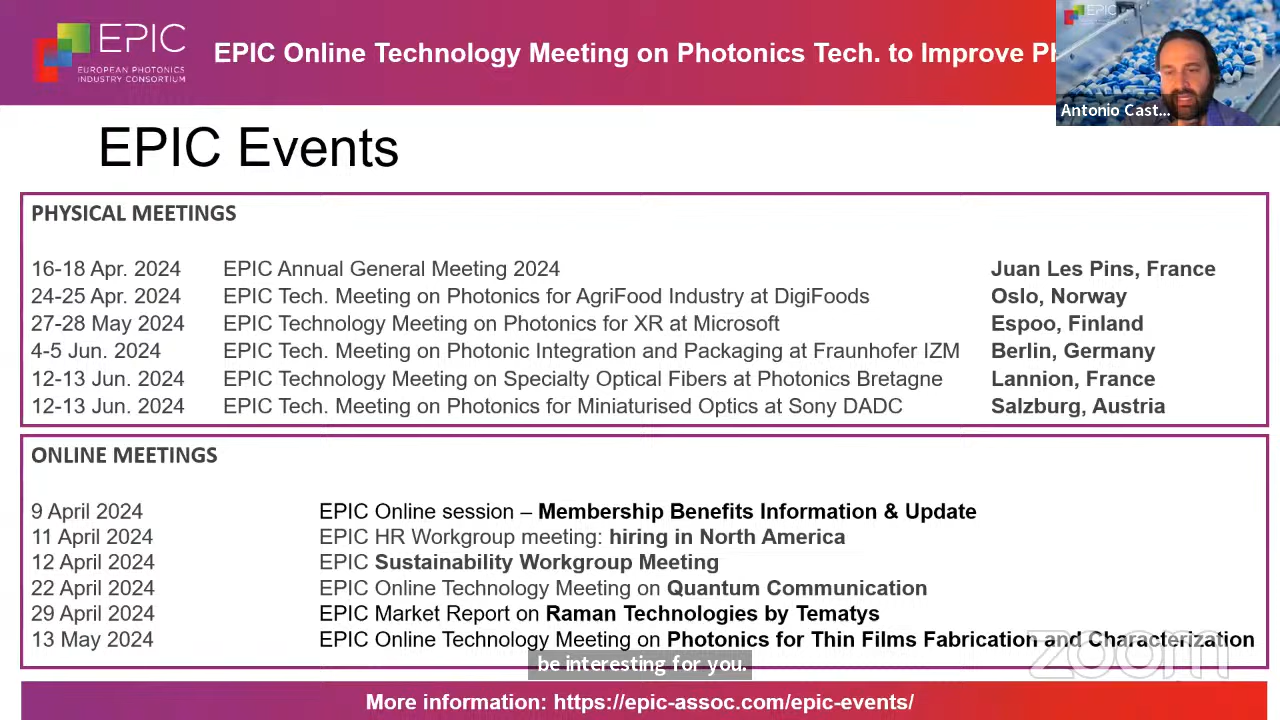 EPIC
EUROPEAN PHOTONICS
INDUSTRY CONSORTIUM
EPIC Online Technology Meeting on Photonics Tech. to Improve
EPIC
Antonio Cast...
EPIC Events
PHYSICAL MEETINGS
16-18 Apr. 2024 EPIC Annual General Meeting 2024 Juan Les Pins, France
24-25 Apr. 2024 EPIC Tech. Meeting on Photonics for AgriFood Industry at DigiFoods Oslo, Norway
27-28 May 2024 EPIC Technology Meeting on Photonics for XR at Microsoft Espoo, Finland
4-5 Jun. 2024 EPIC Tech. Meeting on Photonic Integration and Packaging at Fraunhofer IZM Berlin, Germany
12-13 Jun. 2024 EPIC Technology Meeting on Specialty Optical Fibers at Photonics Bretagne Lannion, France
12-13 Jun. 2024 EPIC Tech. Meeting on Photonics for Miniaturised Optics at Sony DADC Salzburg, Austria
ONLINE MEETINGS
9 April 2024 EPIC Online session – Membership Benefits Information & Update
11 April 2024 EPIC HR Workgroup meeting: hiring in North America
12 April 2024 EPIC Sustainability Workgroup Meeting
22 April 2024 EPIC Online Technology Meeting on Quantum Communication
29 April 2024 EPIC Market Report on Raman Technologies by Tematys
13 May 2024 EPIC Online Technology Meeting on Photonics for Thin Films Fabrication and Characterization
zoom
be interesting for you.
More information: https://epic-assoc.com/epic-events/